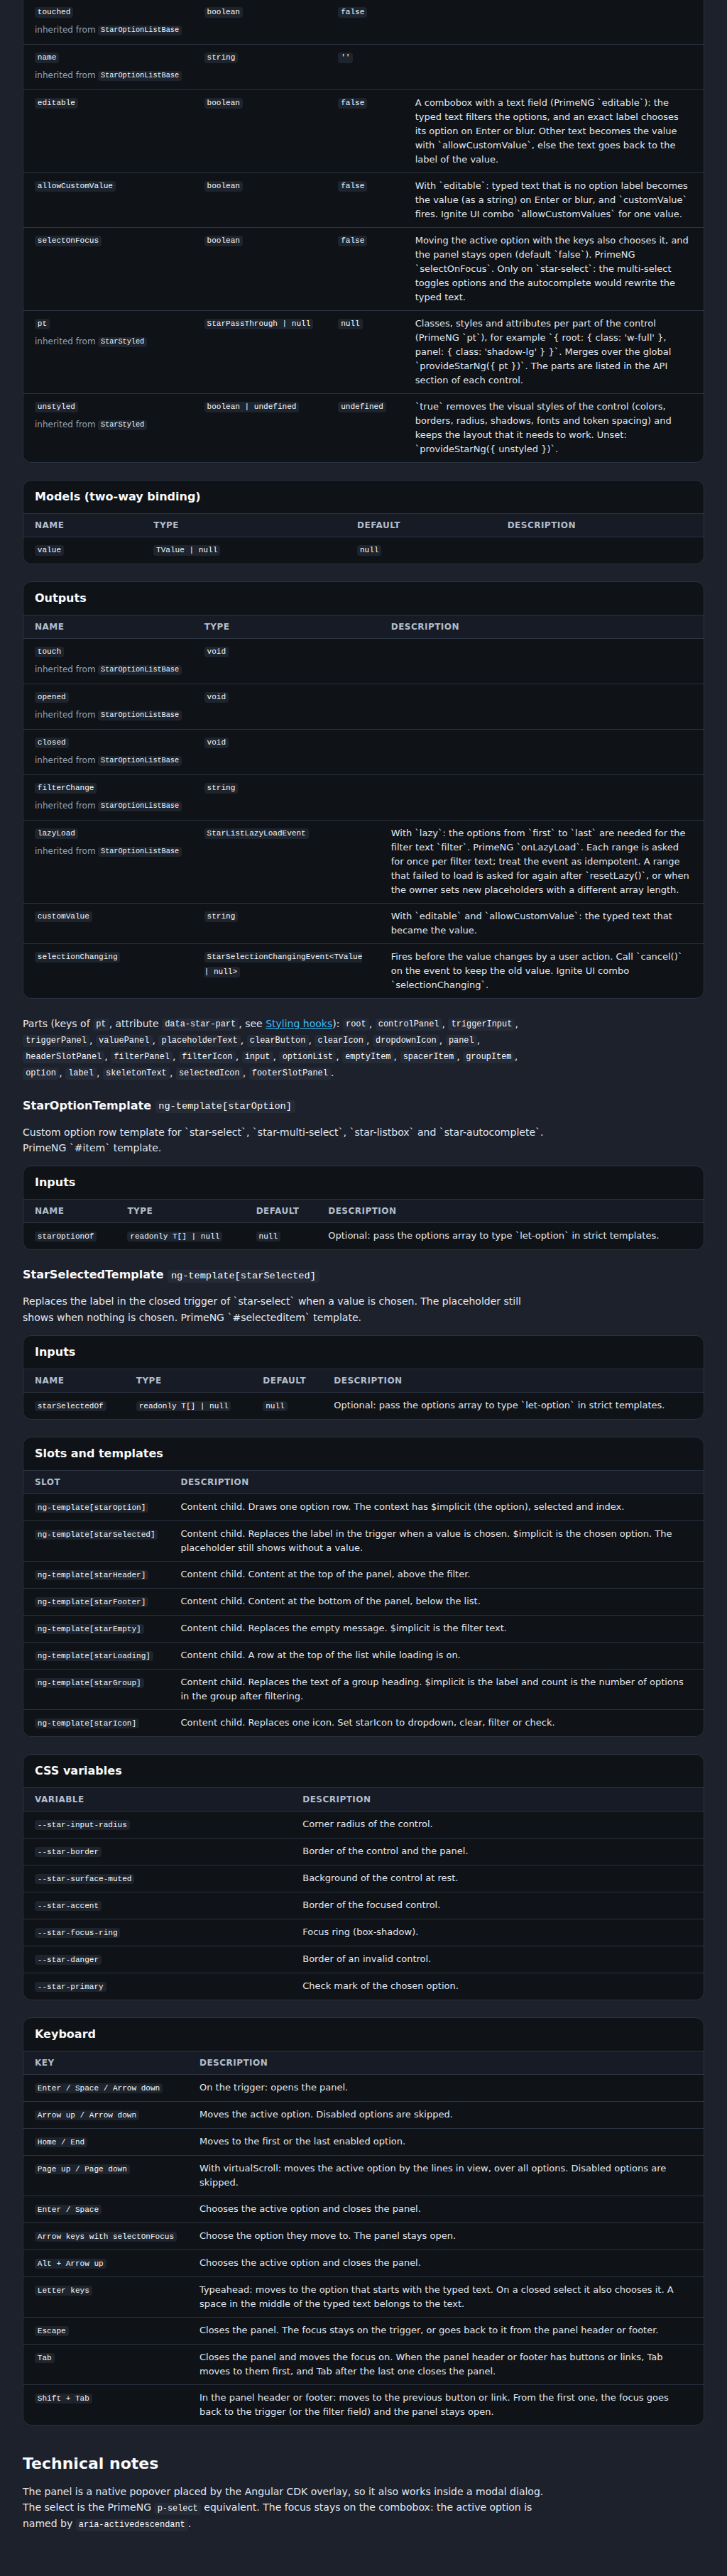 touched boolean false
inherited from StarOptionListBase
name string ''
inherited from StarOptionListBase
editable boolean false A combobox with a text field (PrimeNG `editable`): the
typed text filters the options, and an exact label chooses
its option on Enter or blur. Other text becomes the value
with `allowCustomValue`, else the text goes back to the
label of the value.
allowCustomValue boolean false With `editable`: typed text that is no option label becomes
the value (as a string) on Enter or blur, and `customValue`
fires. Ignite UI combo `allowCustomValues` for one value.
selectOnFocus boolean false Moving the active option with the keys also chooses it, and
the panel stays open (default `false`). PrimeNG
`selectOnFocus`. Only on `star-select`: the multi-select
toggles options and the autocomplete would rewrite the
typed text.
pt StarPassThrough | null null Classes, styles and attributes per part of the control
inherited from StarStyled (PrimeNG `pt`), for example `{ root: { class: 'w-full' },
panel: { class: 'shadow-lg' } }`. Merges over the global
`provideStarNg({ pt })`. The parts are listed in the API
section of each control.
unstyled boolean | undefined undefined `true` removes the visual styles of the control (colors,
inherited from StarStyled borders, radius, shadows, fonts and token spacing) and
keeps the layout that it needs to work. Unset:
`provideStarNg({ unstyled })`.
Models (two-way binding)
NAME TYPE DEFAULT DESCRIPTION
value TValue | null null
Outputs
NAME TYPE DESCRIPTION
touch void
inherited from StarOptionListBase
opened void
inherited from StarOptionListBase
closed void
inherited from StarOptionListBase
filterChange string
inherited from StarOptionListBase
lazyLoad StarListLazyLoadEvent With `lazy`: the options from `first` to `last` are needed for the
inherited from StarOptionListBase filter text `filter`. PrimeNG `onLazyLoad`. Each range is asked
for once per filter text; treat the event as idempotent. A range
that failed to load is asked for again after `resetLazy()`, or when
the owner sets new placeholders with a different array length.
customValue string With `editable` and `allowCustomValue`: the typed text that
became the value.
selectionChanging StarSelectionChangingEvent<TValue Fires before the value changes by a user action. Call `cancel()`
| null> on the event to keep the old value. Ignite UI combo
`selectionChanging`.
Parts (keys of pt, attribute data-star-part, see Styling hooks): root, controlPanel, triggerInput,
triggerPanel, valuePanel, placeholderText, clearButton, clearIcon, dropdownIcon, panel,
headerSlotPanel, filterPanel, filterIcon, input, optionList, emptyItem, spacerItem, groupItem,
option, label, skeletonText, selectedIcon, footerSlotPanel.
StarOptionTemplate ng-template[starOption]
Custom option row template for `star-select`, `star-multi-select`, `star-listbox` and `star-autocomplete`.
PrimeNG `#item` template.
Inputs
NAME TYPE DEFAULT DESCRIPTION
starOptionOf readonly T[] | null null Optional: pass the options array to type `let-option` in strict templates.
StarSelectedTemplate ng-template[starSelected]
Replaces the label in the closed trigger of `star-select` when a value is chosen. The placeholder still
shows when nothing is chosen. PrimeNG `#selecteditem` template.
Inputs
NAME TYPE DEFAULT DESCRIPTION
starSelectedOf readonly T[] | null null Optional: pass the options array to type `let-option` in strict templates.
Slots and templates
SLOT DESCRIPTION
ng-template[starOption] Content child. Draws one option row. The context has $implicit (the option), selected and index.
ng-template[starSelected] Content child. Replaces the label in the trigger when a value is chosen. $implicit is the chosen option. The
placeholder still shows without a value.
ng-template[starHeader] Content child. Content at the top of the panel, above the filter.
ng-template[starFooter] Content child. Content at the bottom of the panel, below the list.
ng-template[starEmpty] Content child. Replaces the empty message. $implicit is the filter text.
ng-template[starLoading] Content child. A row at the top of the list while loading is on.
ng-template[starGroup] Content child. Replaces the text of a group heading. $implicit is the label and count is the number of options
in the group after filtering.
ng-template[starIcon] Content child. Replaces one icon. Set starIcon to dropdown, clear, filter or check.
CSS variables
VARIABLE DESCRIPTION
--star-input-radius Corner radius of the control.
--star-border Border of the control and the panel.
--star-surface-muted Background of the control at rest.
--star-accent Border of the focused control.
--star-focus-ring Focus ring (box-shadow).
--star-danger Border of an invalid control.
--star-primary Check mark of the chosen option.
Keyboard
KEY DESCRIPTION
Enter / Space / Arrow down On the trigger: opens the panel.
Arrow up / Arrow down Moves the active option. Disabled options are skipped.
Home / End Moves to the first or the last enabled option.
Page up / Page down With virtualScroll: moves the active option by the lines in view, over all options. Disabled options are
skipped.
Enter / Space Chooses the active option and closes the panel.
Arrow keys with selectOnFocus Choose the option they move to. The panel stays open.
Alt + Arrow up Chooses the active option and closes the panel.
Letter keys Typeahead: moves to the option that starts with the typed text. On a closed select it also chooses it. A
space in the middle of the typed text belongs to the text.
Escape Closes the panel. The focus stays on the trigger, or goes back to it from the panel header or footer.
Tab Closes the panel and moves the focus on. When the panel header or footer has buttons or links, Tab
moves to them first, and Tab after the last one closes the panel.
Shift + Tab In the panel header or footer: moves to the previous button or link. From the first one, the focus goes
back to the trigger (or the filter field) and the panel stays open.
Technical notes
The panel is a native popover placed by the Angular CDK overlay, so it also works inside a modal dialog.
The select is the PrimeNG p-select equivalent. The focus stays on the combobox: the active option is
named by aria-activedescendant.